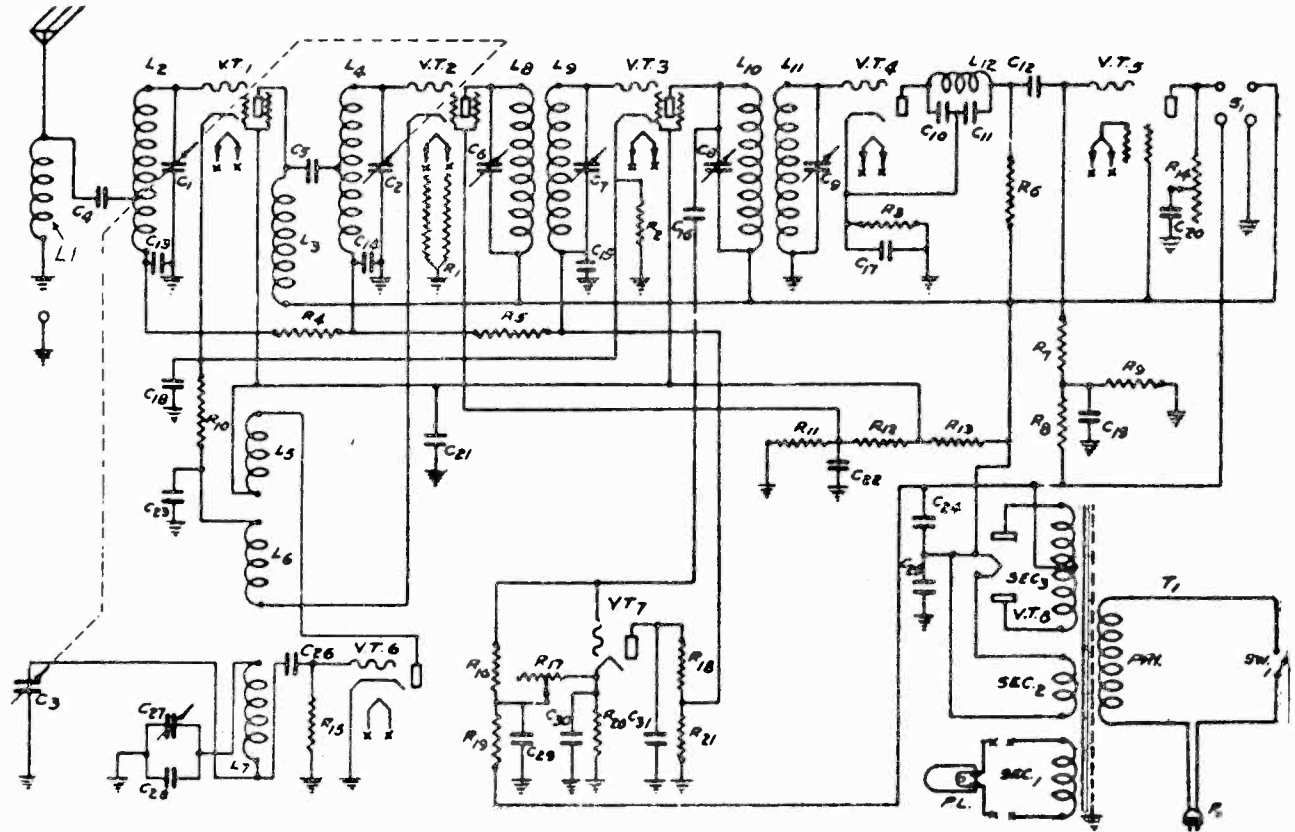 L2 V.T.1 L4 V.T.2 L8 L9 V.T.3 L10 L11 V.T.4 L12 C12 V.T.5
S1
C10 C11
C4 C1 C5 C2 C6 C7 C8 C9 R6 R14
L1 C13 L3 C14 R1 C15 R2 C16 R3 C17 C20
R4 R5
R7 R9
C18 R10 L5 C21 R11 R12 R13 R8 C19
C22
C23 C24
L6
SEC3
V.T.8 T1
V.T.7
C26 V.T.6 R17 R18 SEC.2 PRI. SW.
C3 C27 R15 R19 C29 C30 R20 C31 R21
L7
C28 P.L. SEC.1